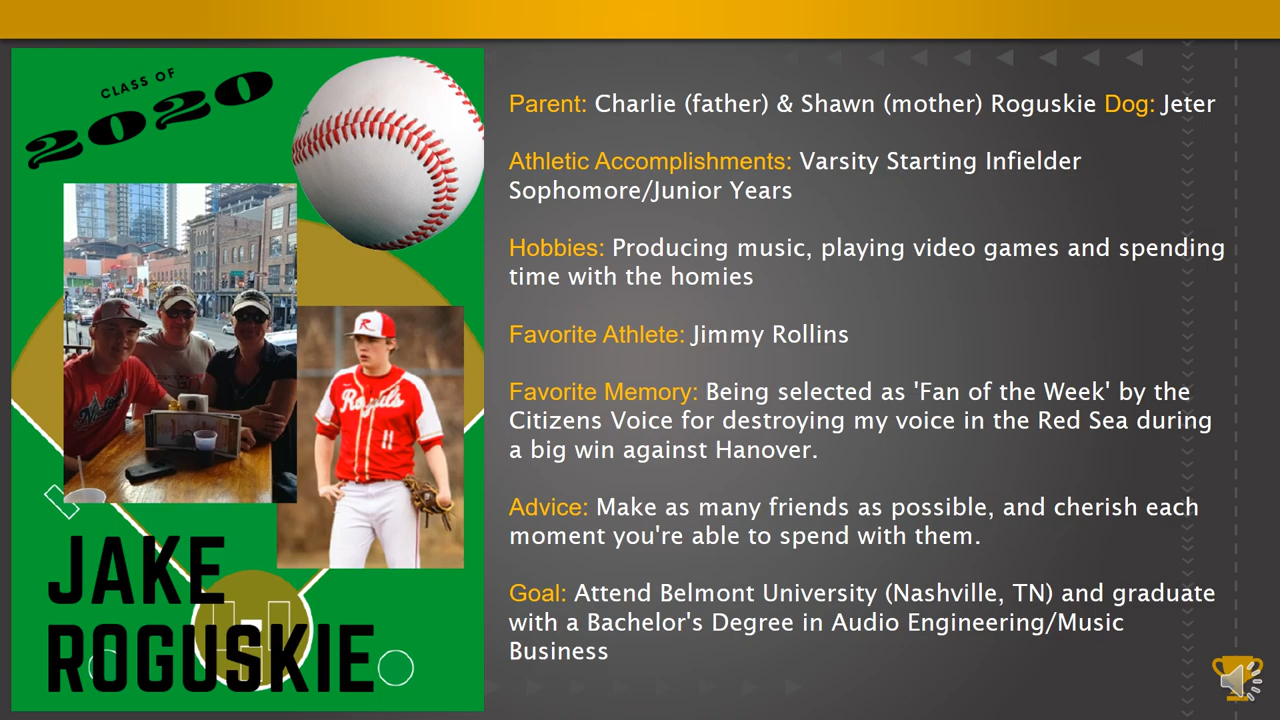 CLASS OF
2020
R
Royals
11
JAKE
ROGUSKIE
Parent: Charlie (father) & Shawn (mother) Roguskie Dog: Jeter
Athletic Accomplishments: Varsity Starting Infielder
Sophomore/Junior Years
Hobbies: Producing music, playing video games and spending
time with the homies
Favorite Athlete: Jimmy Rollins
Favorite Memory: Being selected as 'Fan of the Week' by the
Citizens Voice for destroying my voice in the Red Sea during
a big win against Hanover.
Advice: Make as many friends as possible, and cherish each
moment you're able to spend with them.
Goal: Attend Belmont University (Nashville, TN) and graduate
with a Bachelor's Degree in Audio Engineering/Music
Business